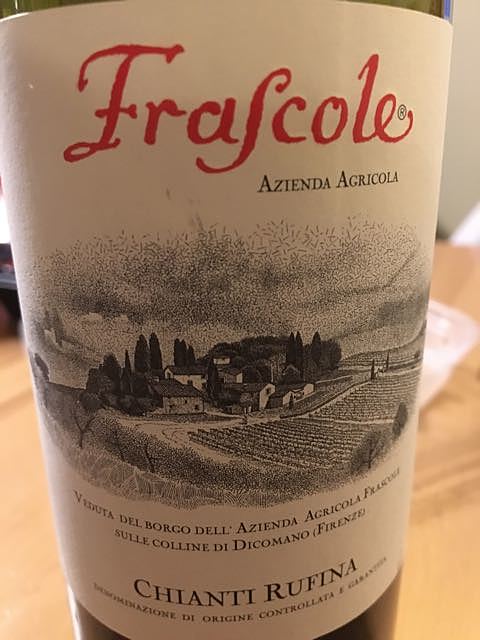 Frascole®
AZIENDA AGRICOLA
VEDUTA DEL BORGO DELL' AZIENDA AGRICOLA FRASCOLE
SULLE COLLINE DI DICOMANO (FIRENZE)
CHIANTI RUFINA
DENOMINAZIONE DI ORIGINE CONTROLLATA E GARANTITA